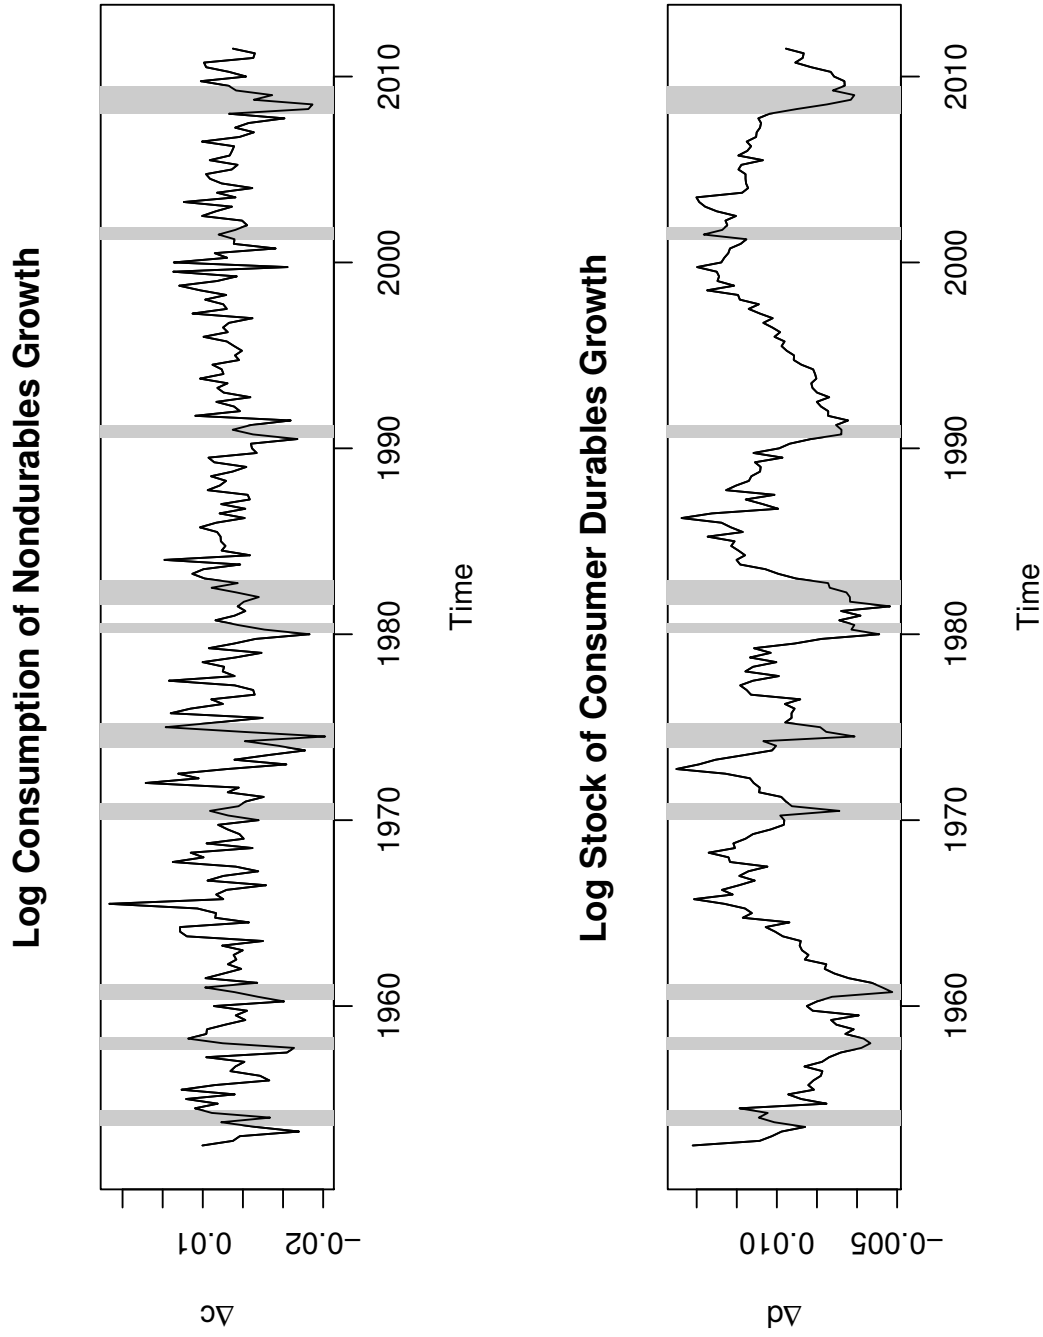 Log Consumption of Nondurables Growth
Δc
−0.02 0.01
1960 1970 1980 1990 2000 2010
Time
Log Stock of Consumer Durables Growth
Δd
−0.005 0.010
1960 1970 1980 1990 2000 2010
Time